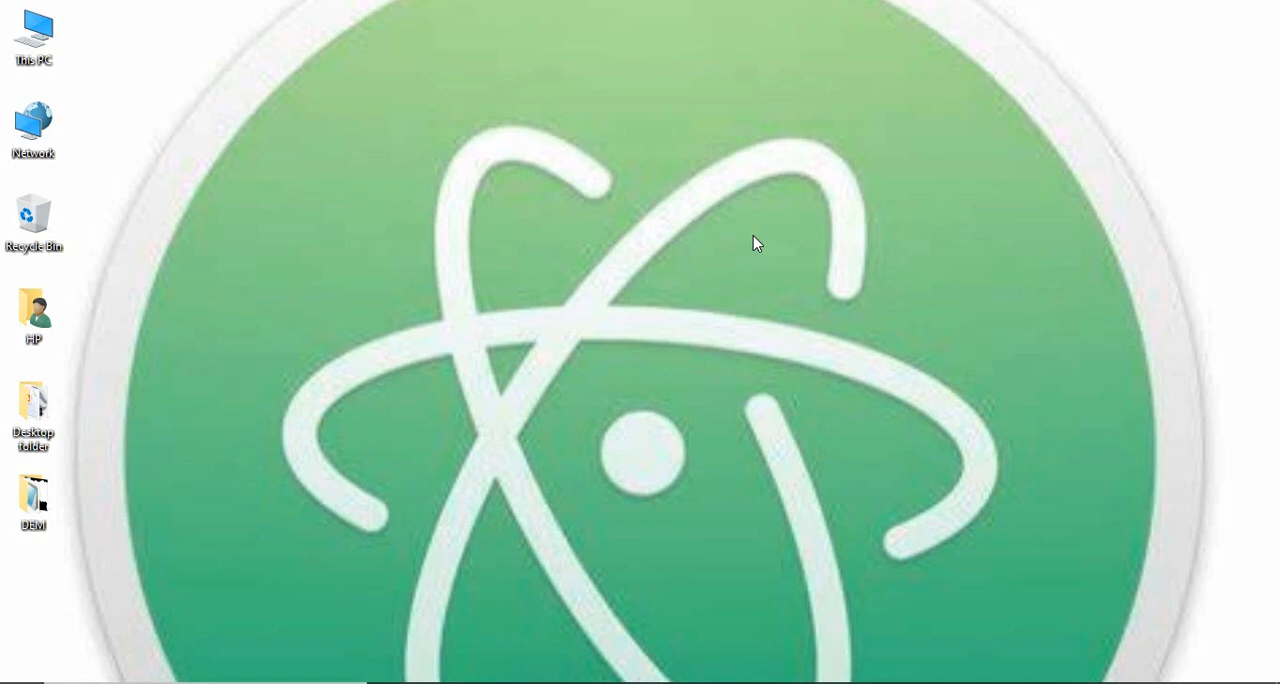 This PC
Network
Recycle Bin
HP
Desktop
folder
DEM